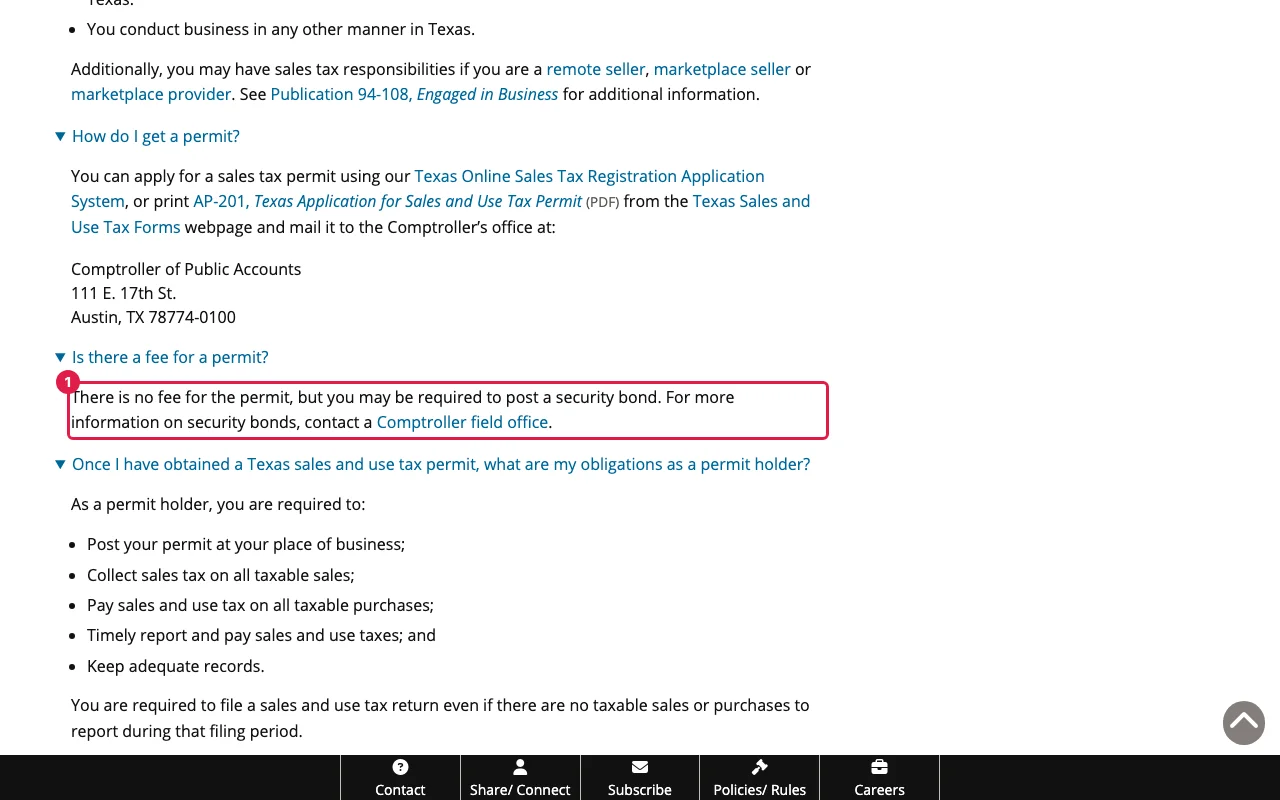 Texas.
• You conduct business in any other manner in Texas.
Additionally, you may have sales tax responsibilities if you are a remote seller, marketplace seller or
marketplace provider. See Publication 94-108, Engaged in Business for additional information.
▼ How do I get a permit?
You can apply for a sales tax permit using our Texas Online Sales Tax Registration Application
System, or print AP-201, Texas Application for Sales and Use Tax Permit (PDF) from the Texas Sales and
Use Tax Forms webpage and mail it to the Comptroller’s office at:
Comptroller of Public Accounts
111 E. 17th St.
Austin, TX 78774-0100
▼ Is there a fee for a permit?
1
There is no fee for the permit, but you may be required to post a security bond. For more
information on security bonds, contact a Comptroller field office.
▼ Once I have obtained a Texas sales and use tax permit, what are my obligations as a permit holder?
As a permit holder, you are required to:
• Post your permit at your place of business;
• Collect sales tax on all taxable sales;
• Pay sales and use tax on all taxable purchases;
• Timely report and pay sales and use taxes; and
• Keep adequate records.
You are required to file a sales and use tax return even if there are no taxable sales or purchases to
report during that filing period.
Contact
Share/ Connect
Subscribe
Policies/ Rules
Careers